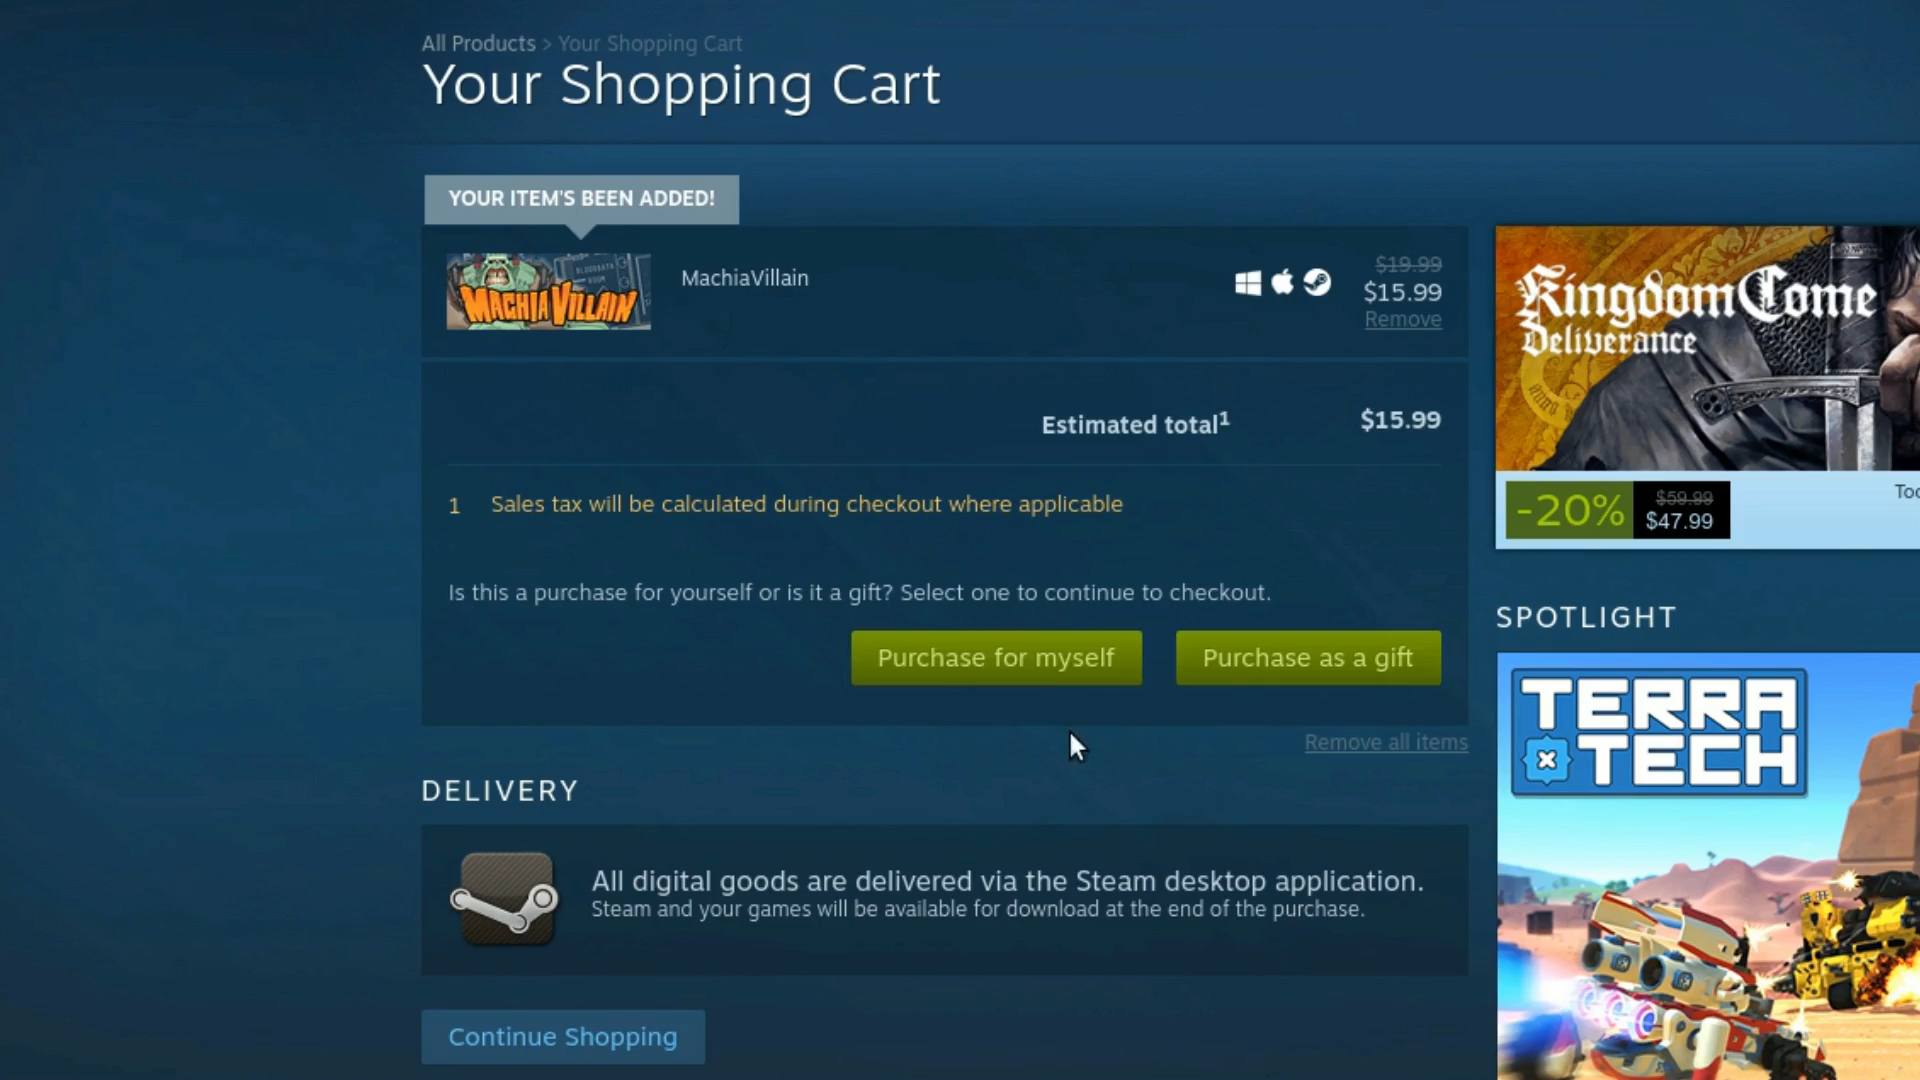 All Products > Your Shopping Cart
Your Shopping Cart
YOUR ITEM'S BEEN ADDED!
BLOODBATH
ROOM
MACHIAVILLAIN
MachiaVillain
$19.99
$15.99
Remove
Estimated total1
$15.99
1 Sales tax will be calculated during checkout where applicable
Is this a purchase for yourself or is it a gift? Select one to continue to checkout.
Purchase for myself
Purchase as a gift
Remove all items
DELIVERY
All digital goods are delivered via the Steam desktop application.
Steam and your games will be available for download at the end of the purchase.
Continue Shopping
Kingdom Come
Deliverance
-20%
$59.99
$47.99
SPOTLIGHT
TERRA
TECH